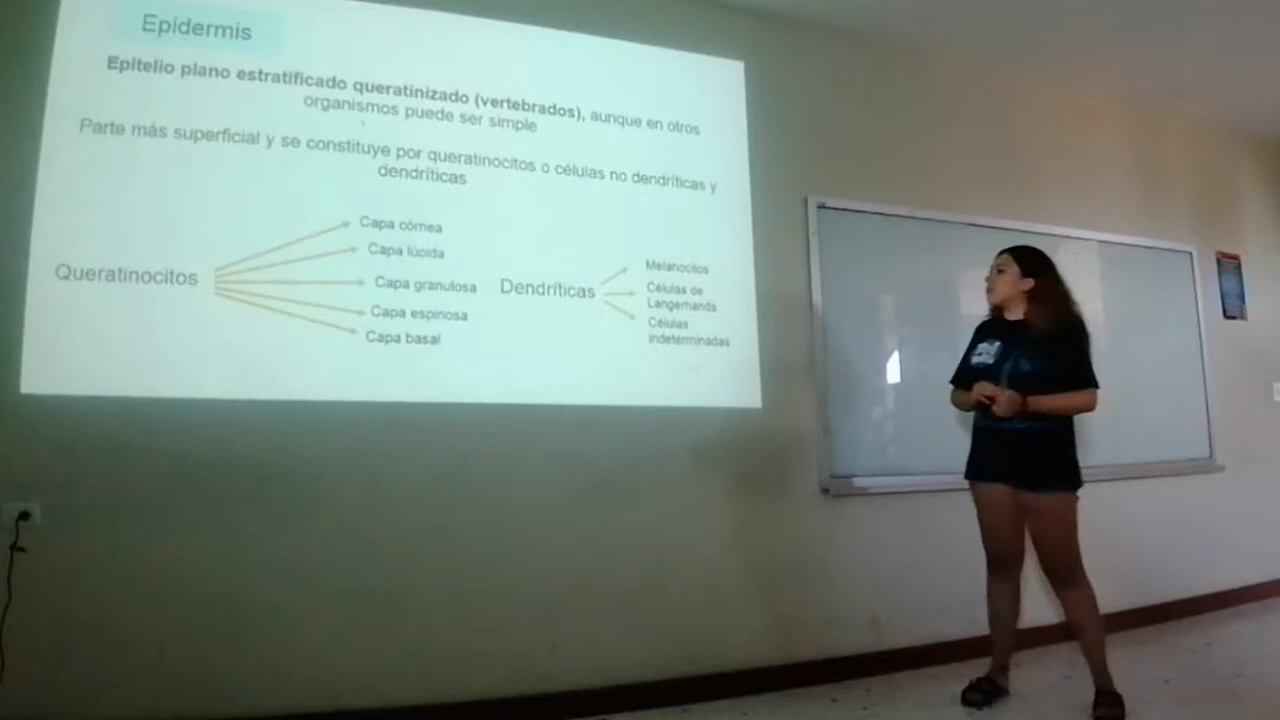 Epidermis
Epitelio plano estratificado queratinizado (vertebrados), aunque en otros
organismos puede ser simple
Parte más superficial y se constituye por queratinocitos o células no dendríticas y
dendríticas
Queratinocitos
Capa córnea
Capa lúcida
Capa granulosa
Capa espinosa
Capa basal
Dendríticas
Melanocitos
Células de
Langerhands
Células
indeterminadas